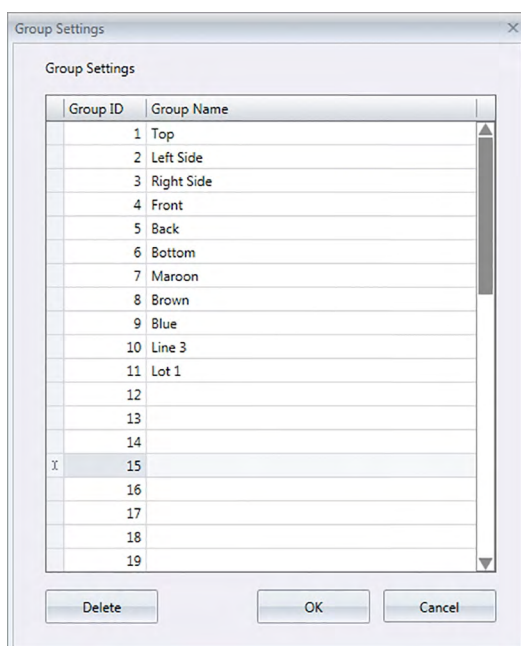 Group Settings
Group Settings
Group ID Group Name
1 Top
2 Left Side
3 Right Side
4 Front
5 Back
6 Bottom
7 Maroon
8 Brown
9 Blue
10 Line 3
11 Lot 1
12
13
14
15
16
17
18
19
Delete OK Cancel